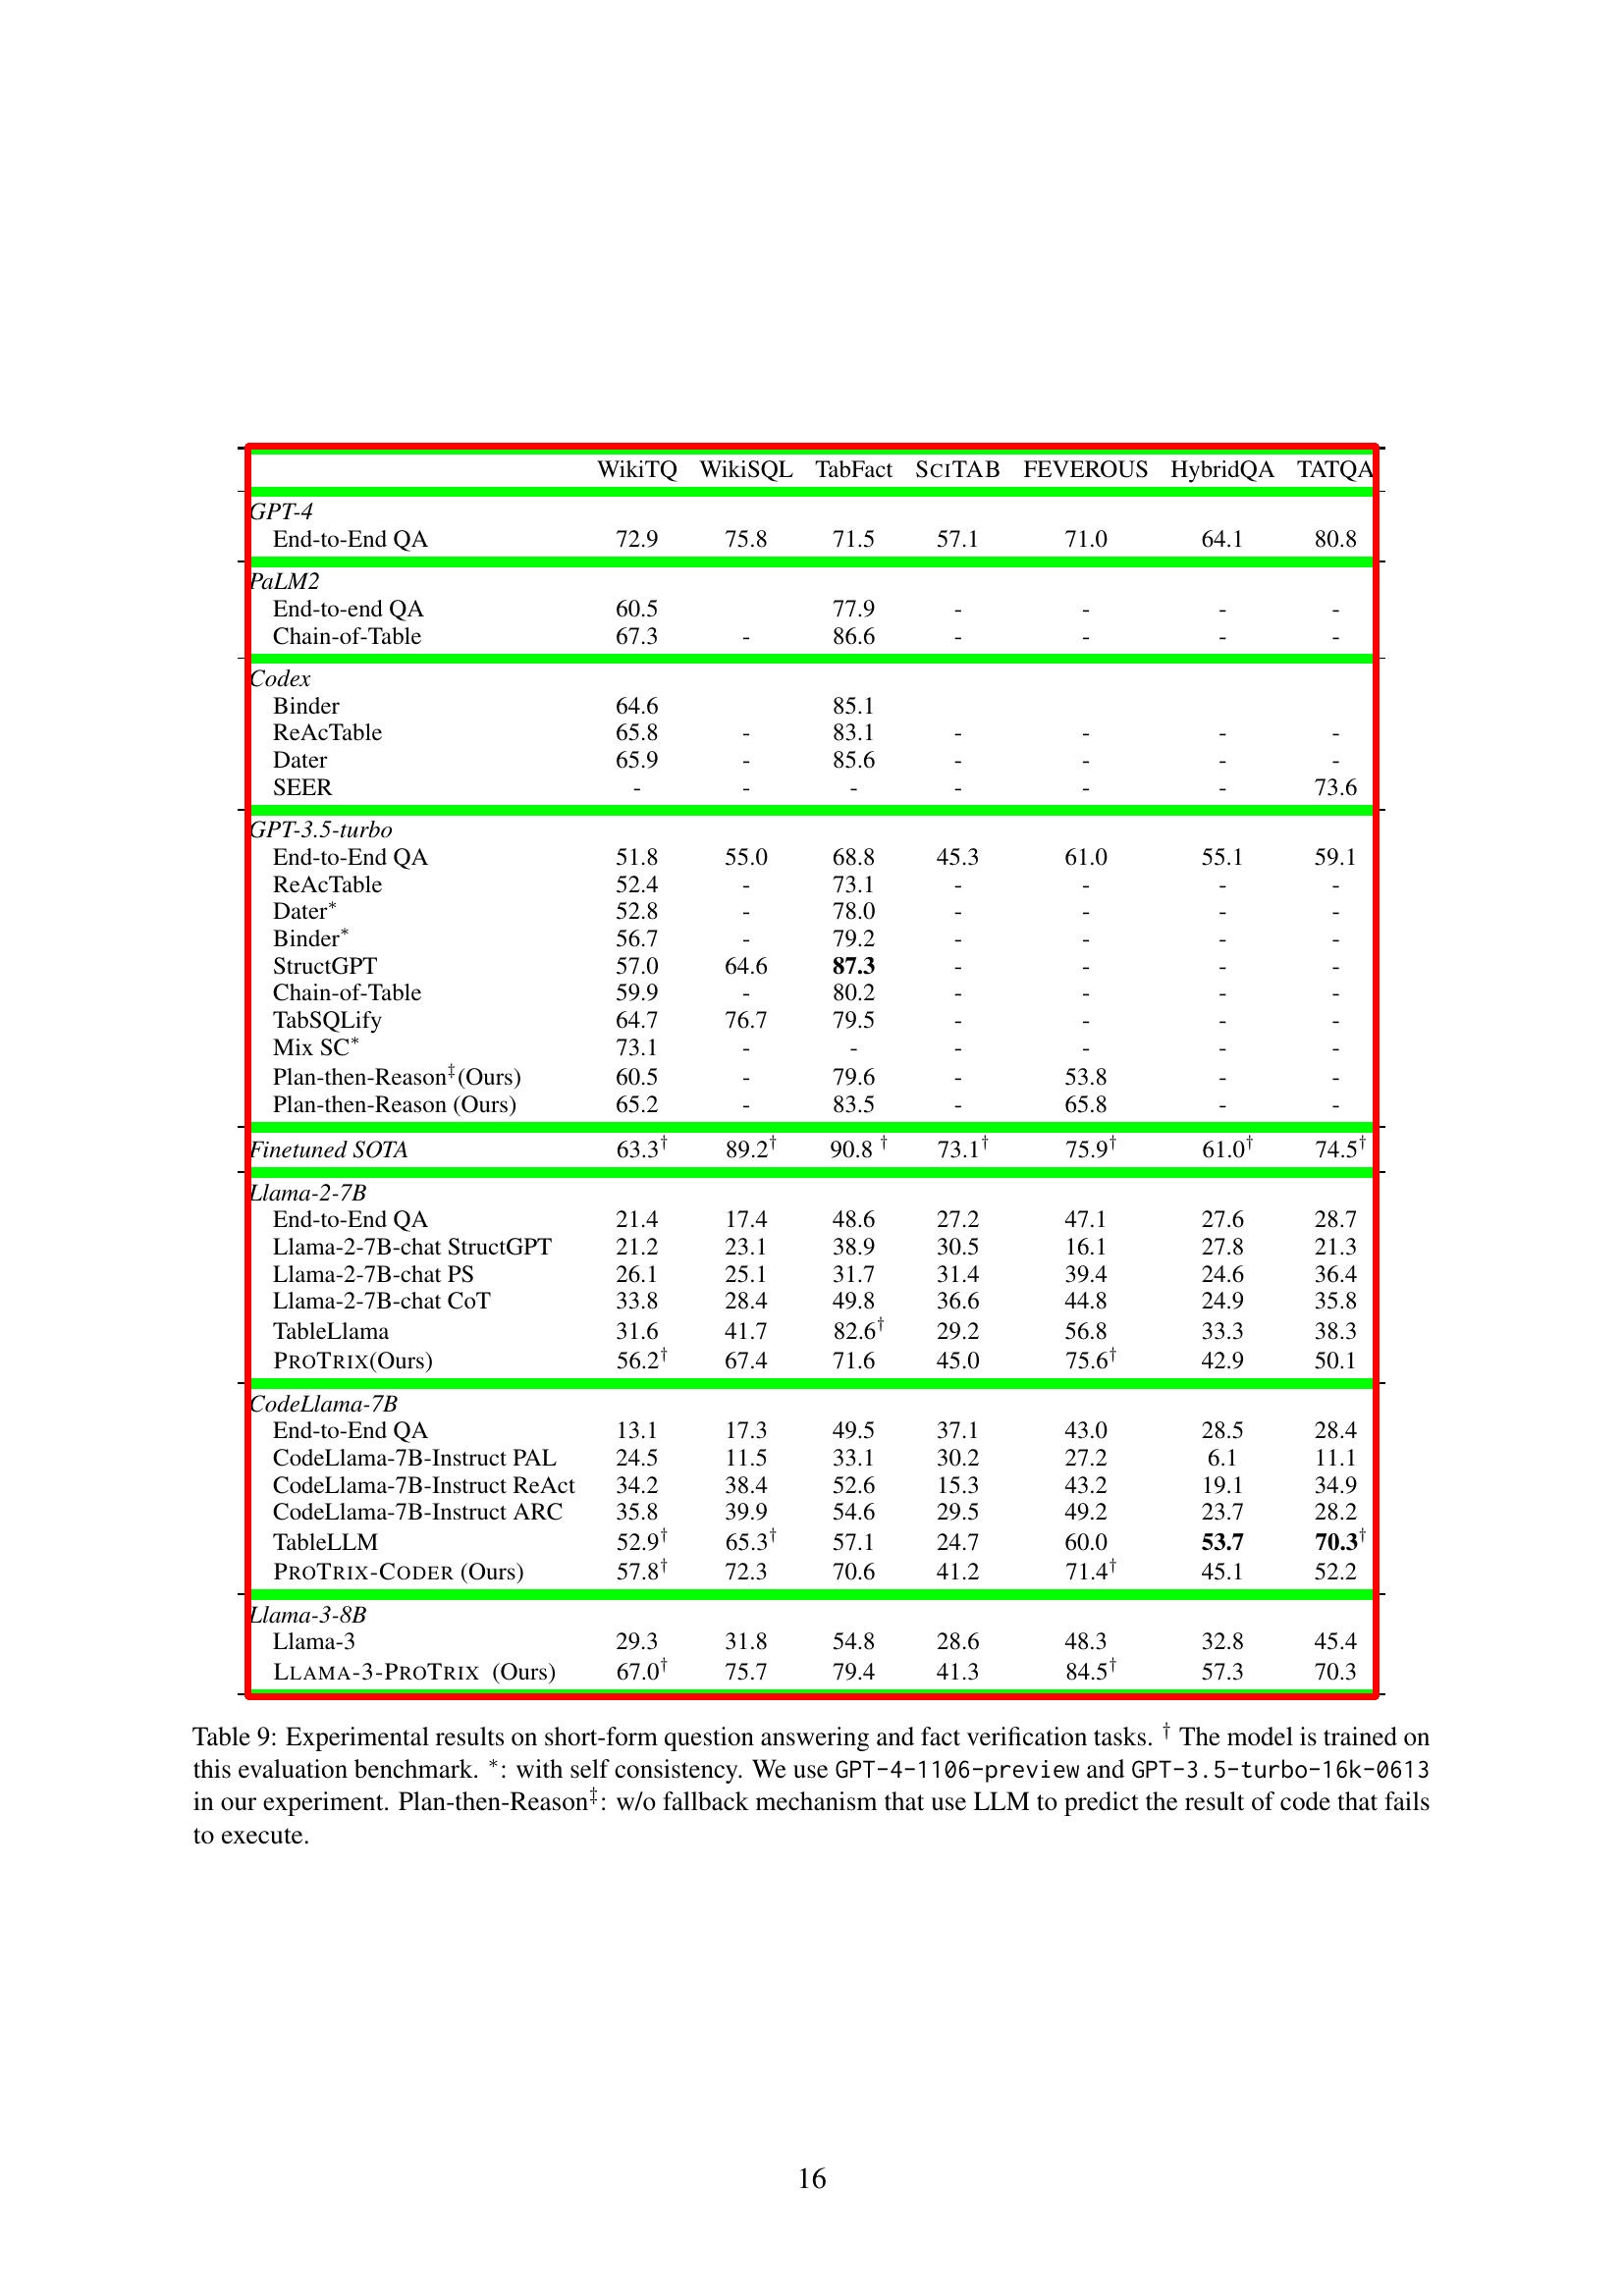 WikiTQ WikiSQL TabFact SCITAB FEVEROUS HybridQA TATQA
GPT-4
End-to-End QA 72.9 75.8 71.5 57.1 71.0 64.1 80.8
PaLM2
End-to-end QA 60.5 77.9 - - - -
Chain-of-Table 67.3 - 86.6 - - - -
Codex
Binder 64.6 85.1
ReAcTable 65.8 - 83.1 - - - -
Dater 65.9 - 85.6 - - - -
SEER - - - - - - 73.6
GPT-3.5-turbo
End-to-End QA 51.8 55.0 68.8 45.3 61.0 55.1 59.1
ReAcTable 52.4 - 73.1 - - - -
Dater* 52.8 - 78.0 - - - -
Binder* 56.7 - 79.2 - - - -
StructGPT 57.0 64.6 87.3 - - - -
Chain-of-Table 59.9 - 80.2 - - - -
TabSQLify 64.7 76.7 79.5 - - - -
Mix SC* 73.1 - - - - - -
Plan-then-Reason‡(Ours) 60.5 - 79.6 - 53.8 - -
Plan-then-Reason (Ours) 65.2 - 83.5 - 65.8 - -
Finetuned SOTA 63.3† 89.2† 90.8 † 73.1† 75.9† 61.0† 74.5†
Llama-2-7B
End-to-End QA 21.4 17.4 48.6 27.2 47.1 27.6 28.7
Llama-2-7B-chat StructGPT 21.2 23.1 38.9 30.5 16.1 27.8 21.3
Llama-2-7B-chat PS 26.1 25.1 31.7 31.4 39.4 24.6 36.4
Llama-2-7B-chat CoT 33.8 28.4 49.8 36.6 44.8 24.9 35.8
TableLlama 31.6 41.7 82.6† 29.2 56.8 33.3 38.3
PROTRIX(Ours) 56.2† 67.4 71.6 45.0 75.6† 42.9 50.1
CodeLlama-7B
End-to-End QA 13.1 17.3 49.5 37.1 43.0 28.5 28.4
CodeLlama-7B-Instruct PAL 24.5 11.5 33.1 30.2 27.2 6.1 11.1
CodeLlama-7B-Instruct ReAct 34.2 38.4 52.6 15.3 43.2 19.1 34.9
CodeLlama-7B-Instruct ARC 35.8 39.9 54.6 29.5 49.2 23.7 28.2
TableLLM 52.9† 65.3† 57.1 24.7 60.0 53.7 70.3†
PROTRIX-CODER (Ours) 57.8† 72.3 70.6 41.2 71.4† 45.1 52.2
Llama-3-8B
Llama-3 29.3 31.8 54.8 28.6 48.3 32.8 45.4
LLAMA-3-PROTRIX (Ours) 67.0† 75.7 79.4 41.3 84.5† 57.3 70.3
Table 9: Experimental results on short-form question answering and fact verification tasks. † The model is trained on
this evaluation benchmark. *: with self consistency. We use GPT-4-1106-preview and GPT-3.5-turbo-16k-0613
in our experiment. Plan-then-Reason‡: w/o fallback mechanism that use LLM to predict the result of code that fails
to execute.
16